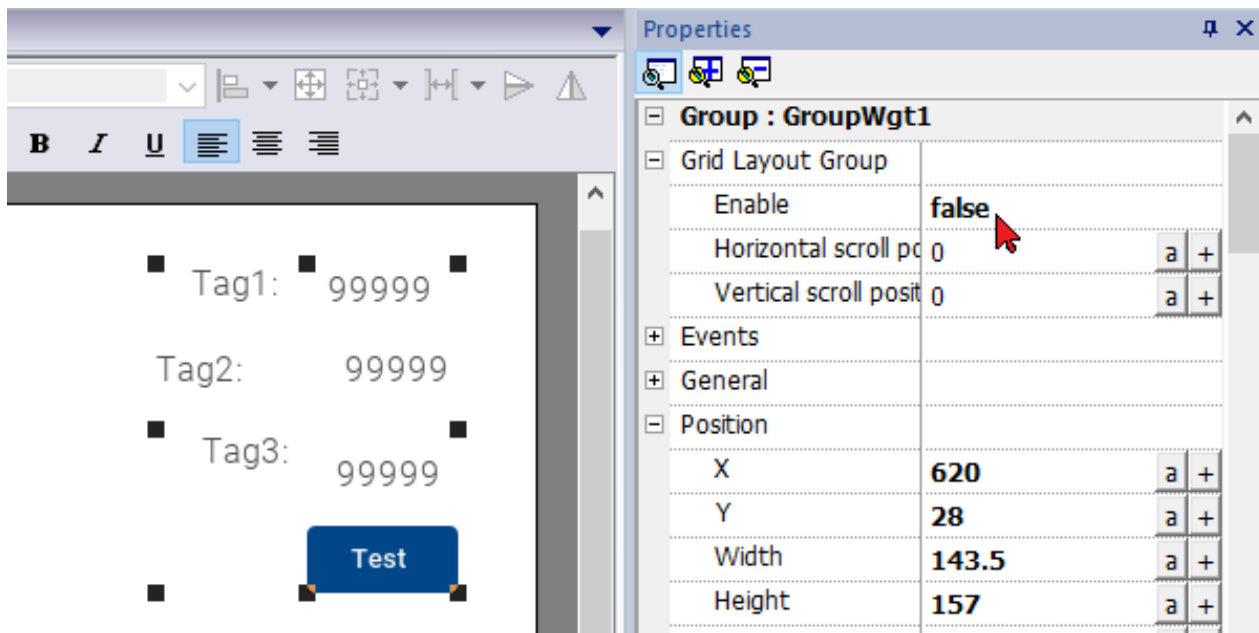 Properties
B I U
Group : GroupWgt1
Grid Layout Group
Enable false
Horizontal scroll po 0 a +
Vertical scroll posit 0 a +
Events
General
Position
X 620 a +
Y 28 a +
Width 143.5 a +
Height 157 a +
Tag1: 99999
Tag2: 99999
Tag3: 99999
Test